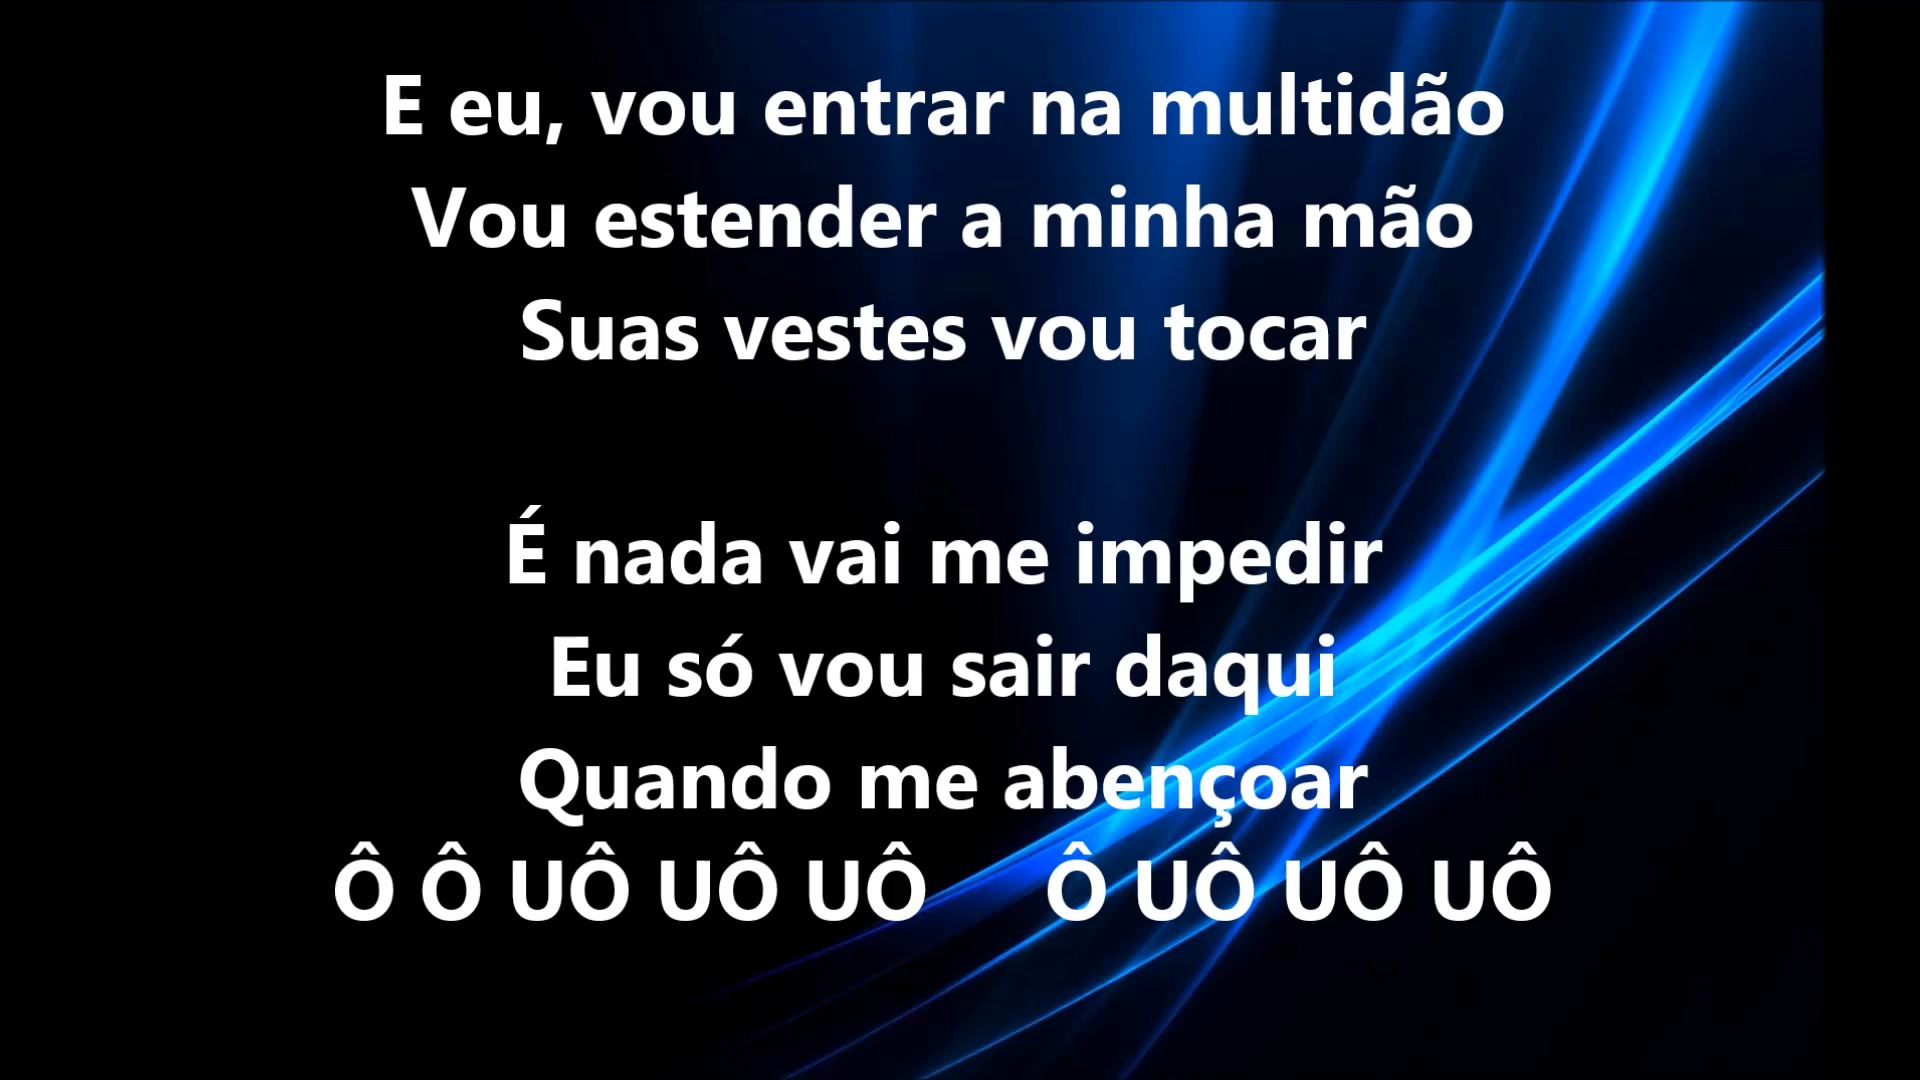 E eu, vou entrar na multidão
Vou estender a minha mão
Suas vestes vou tocar
É nada vai me impedir
Eu só vou sair daqui
Quando me abençoar
Ô Ô UÔ UÔ UÔ Ô UÔ UÔ UÔ